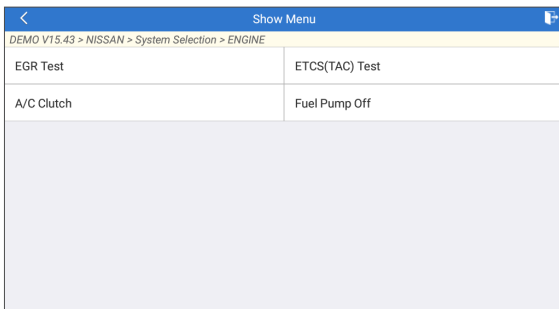 Show Menu
DEMO V15.43 > NISSAN > System Selection > ENGINE
EGR Test
ETCS(TAC) Test
A/C Clutch
Fuel Pump Off